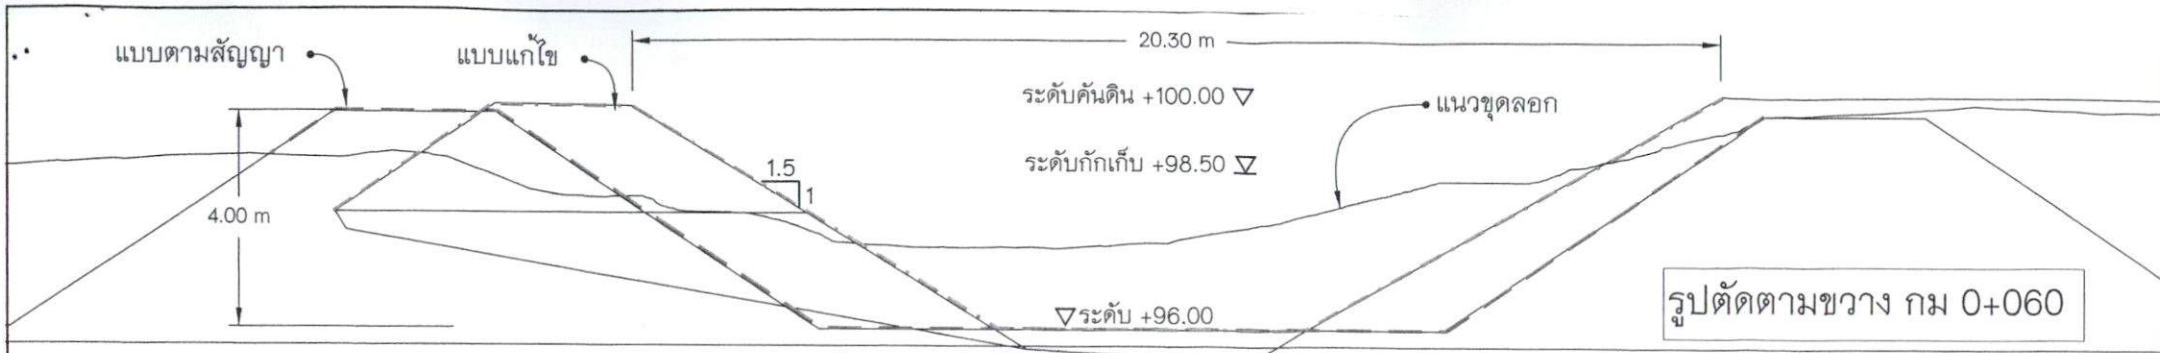 20.30 m
แบบตามสัญญา
แบบแก้ไข
ระดับคันดิน +100.00
แนวขุดลอก
ระดับกักเก็บ +98.50
1.5
1
4.00 m
ระดับ +96.00
รูปตัดตามขวาง กม 0+060